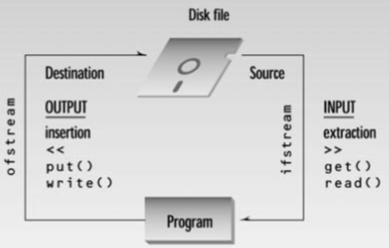 Disk file
Destination
Source
ofstream
OUTPUT
insertion
<<
put()
write()
ifstream
INPUT
extraction
>>
get()
read()
Program